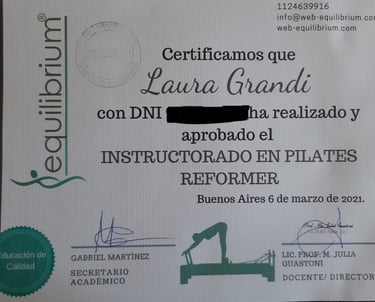 1124639916
info@web-equilibrium.com
web-equilibrium.com
equilibrium®
Certificamos que
Laura Grandi
con DNI ha realizado y
aprobado el
INSTRUCTORADO EN PILATES
REFORMER
Buenos Aires 6 de marzo de 2021.
Educación de
Calidad
GABRIEL MARTÍNEZ
SECRETARIO
ACADÉMICO
LIC. PROF: M. JULIA
GUASTONI
DOCENTE/ DIRECTOR